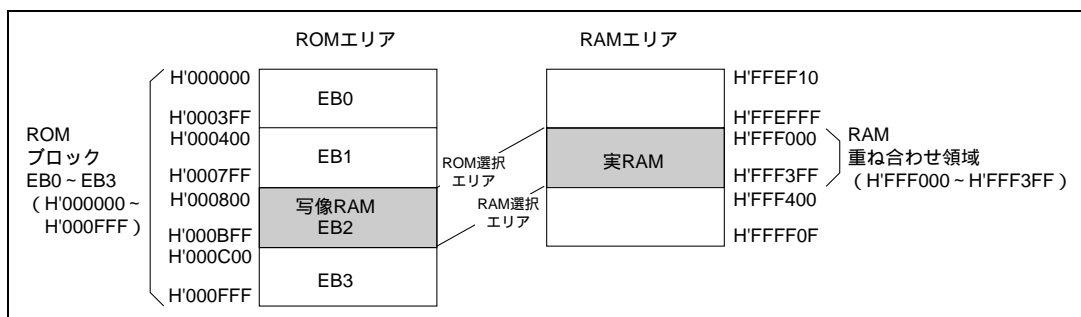 ROMエリア
RAMエリア
H'000000
EB0
H'0003FF
H'000400
EB1
H'0007FF
H'000800
写像RAM
EB2
H'000BFF
H'000C00
EB3
H'000FFF
ROM
ブロック
EB0~EB3
(H'000000~
H'000FFF)
ROM選択
エリア
RAM選択
エリア
実RAM
H'FFEF10
H'FFEFFF
H'FFF000
H'FFF3FF
H'FFF400
H'FFFF0F
RAM
重ね合わせ領域
(H'FFF000~H'FFF3FF)